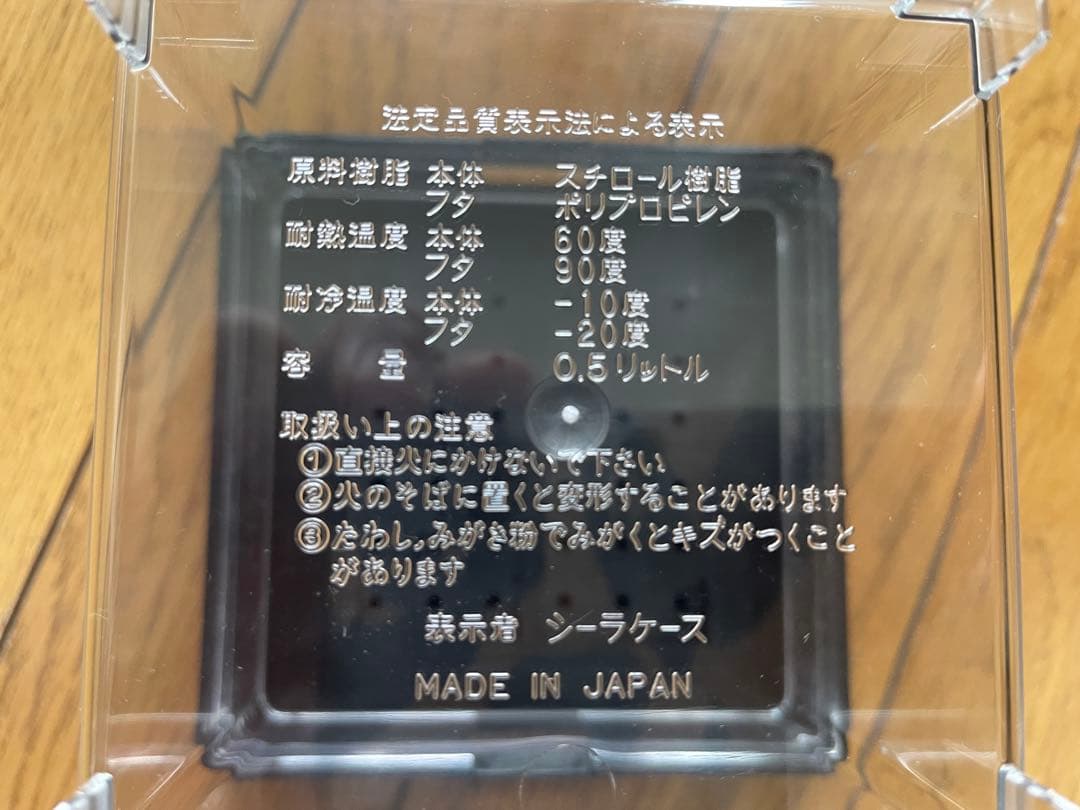 法定品質表示法による表示
原料樹脂 本体 スチロール樹脂
フタ ポリプロピレン
耐熱温度 本体 60度
フタ 90度
耐冷温度 本体 -10度
フタ -20度
容 量 0.5リットル
取扱い上の注意
①直接火にかけないで下さい
②火のそばに置くと変形することがあります
③たわし,みがき粉でみがくとキズがつくこと
があります
表示者 シーラケース
MADE IN JAPAN